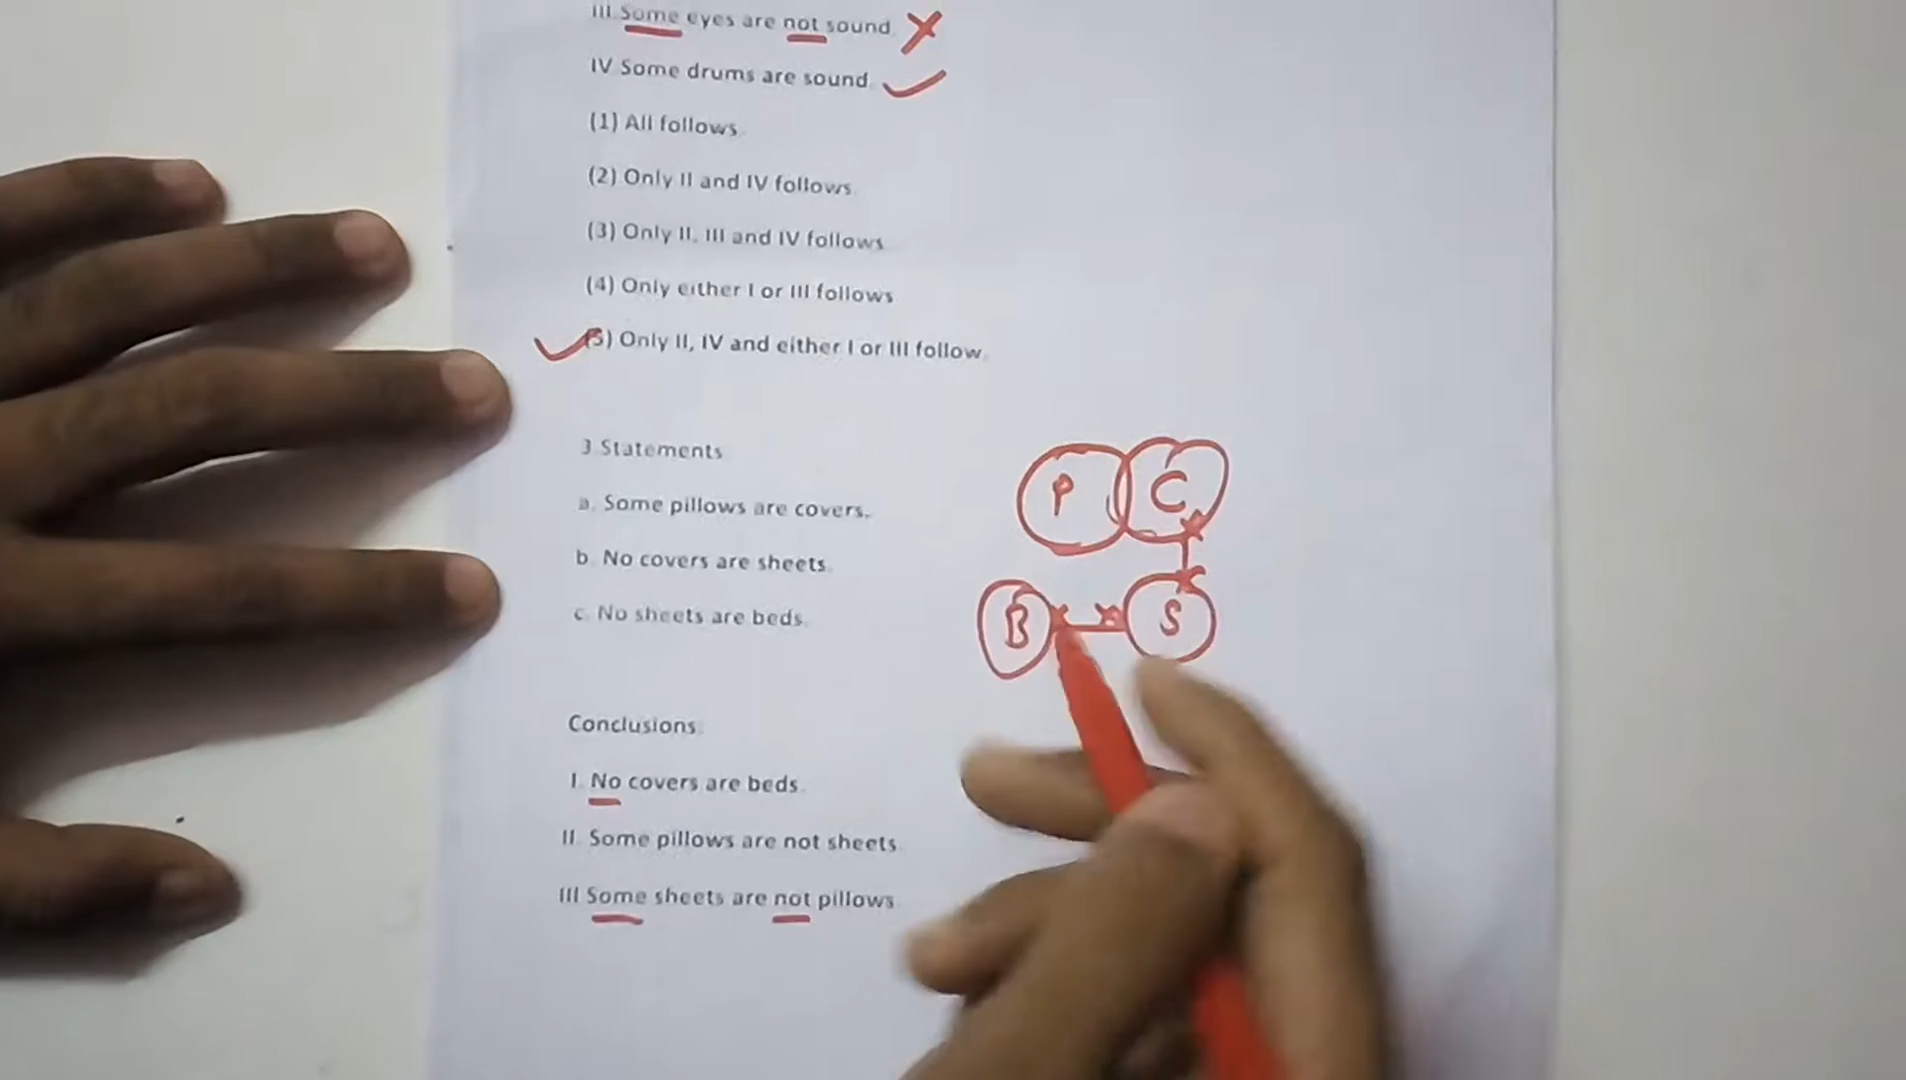 III. Some eyes are not sound.
IV Some drums are sound.
(1) All follows.
(2) Only II and IV follows.
(3) Only II, III and IV follows
(4) Only either I or III follows
(5) Only II, IV and either I or III follow.
3 Statements
a. Some pillows are covers.
b. No covers are sheets.
c. No sheets are beds.
P C
B S
Conclusions
I. No covers are beds.
II. Some pillows are not sheets.
III Some sheets are not pillows.